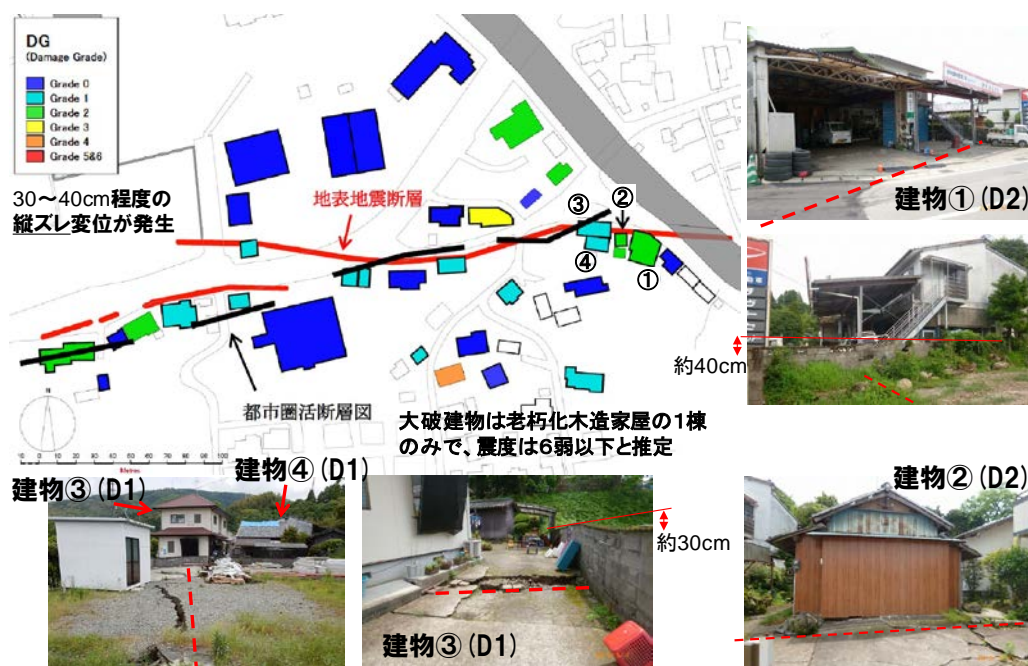 DG
(Damage Grade)
Grade 0
Grade 1
Grade 2
Grade 3
Grade 4
Grade 5&6
30～40cm程度の
縦ズレ変位が発生
地表地震断層
③
②
④
①
都市圏活断層図
大破建物は老朽化木造家屋の１棟
のみで、震度は６弱以下と推定
N
建物①(D2)
約40cm
建物③(D1)
建物④(D1)
建物③(D1)
約30cm
建物②(D2)